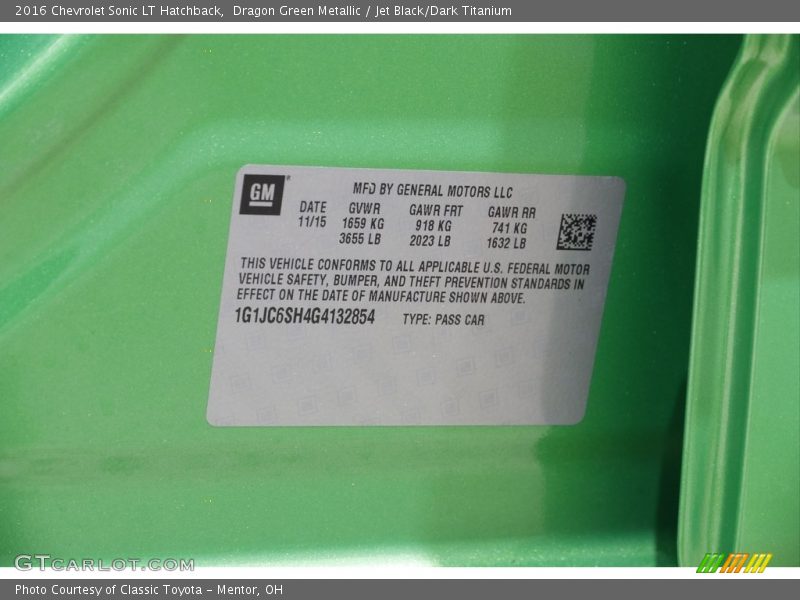 2016 Chevrolet Sonic LT Hatchback,  Dragon Green Metallic / Jet Black/Dark Titanium
GM
MFD BY GENERAL MOTORS LLC
DATE GVWR GAWR FRT GAWR RR
11/15 1659 KG 918 KG 741 KG
3655 LB 2023 LB 1632 LB
THIS VEHICLE CONFORMS TO ALL APPLICABLE U.S. FEDERAL MOTOR
VEHICLE SAFETY, BUMPER, AND THEFT PREVENTION STANDARDS IN
EFFECT ON THE DATE OF MANUFACTURE SHOWN ABOVE.
1G1JC6SH4G4132854 TYPE: PASS CAR
GTCARLOT.COM
Photo Courtesy of Classic Toyota - Mentor, OH